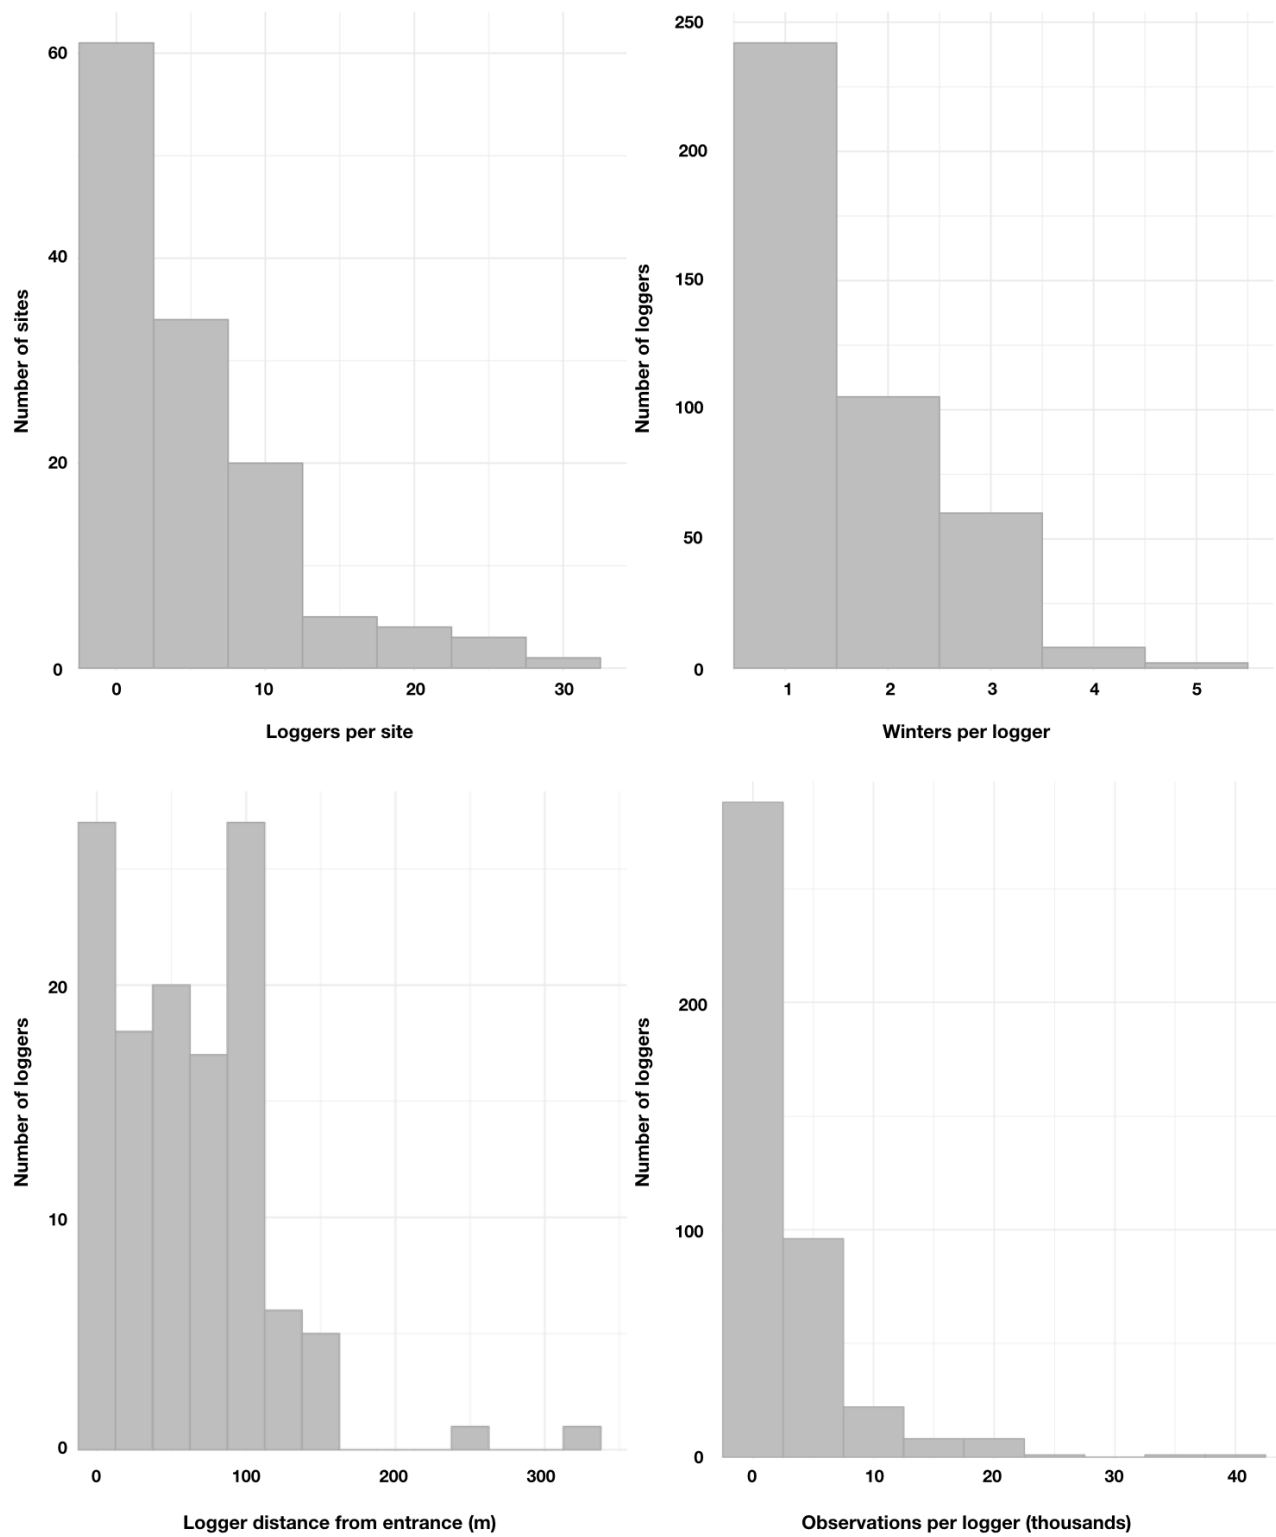 Number of sites
60
40
20
0
0 10 20 30
Loggers per site
Number of loggers
250
200
150
100
50
0
1 2 3 4 5
Winters per logger
Number of loggers
20
10
0
0 100 200 300
Logger distance from entrance (m)
Number of loggers
200
100
0
0 10 20 30 40
Observations per logger (thousands)